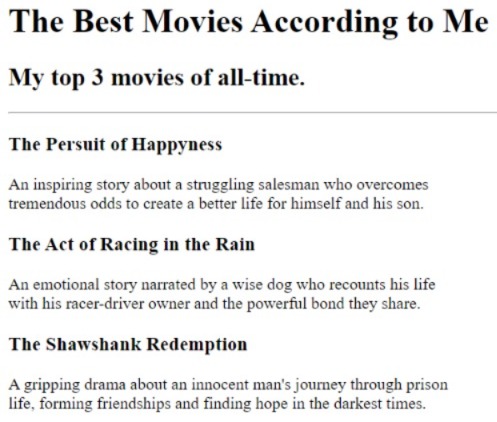 The Best Movies According to Me
My top 3 movies of all-time.
The Persuit of Happyness
An inspiring story about a struggling salesman who overcomes
tremendous odds to create a better life for himself and his son.
The Act of Racing in the Rain
An emotional story narrated by a wise dog who recounts his life
with his racer-driver owner and the powerful bond they share.
The Shawshank Redemption
A gripping drama about an innocent man's journey through prison
life, forming friendships and finding hope in the darkest times.